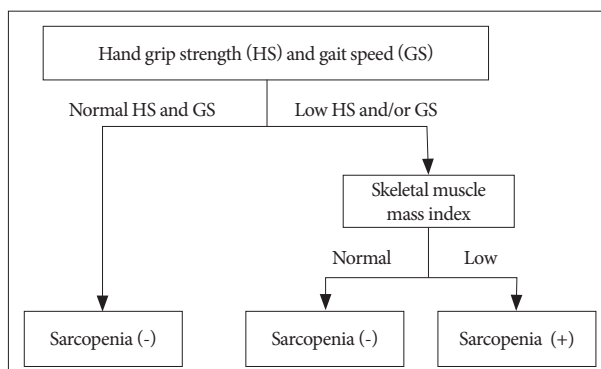 Hand grip strength (HS) and gait speed (GS)
Normal HS and GS
Low HS and/or GS
Skeletal muscle
mass index
Normal
Low
Sarcopenia (-)
Sarcopenia (-)
Sarcopenia (+)